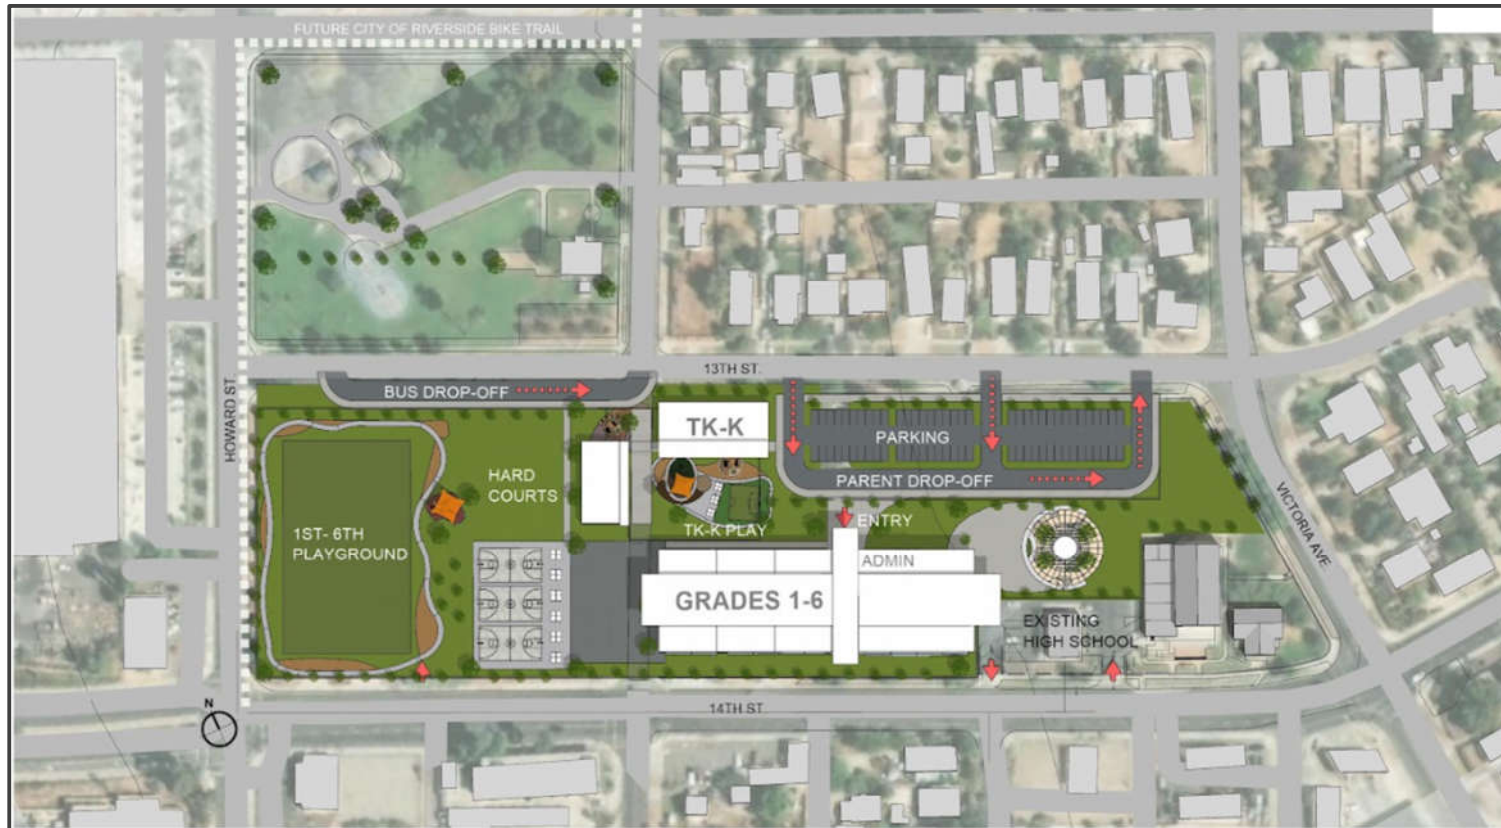 FUTURE CITY OF RIVERSIDE BIKE TRAIL
13TH ST.
HOWARD ST.
BUS DROP-OFF
TK-K
PARKING
PARENT DROP-OFF
HARD
COURTS
1ST- 6TH
PLAYGROUND
TK-K PLAY
ENTRY
ADMIN
GRADES 1-6
VICTORIA AVE.
EXISTING
HIGH SCHOOL
N
14TH ST.